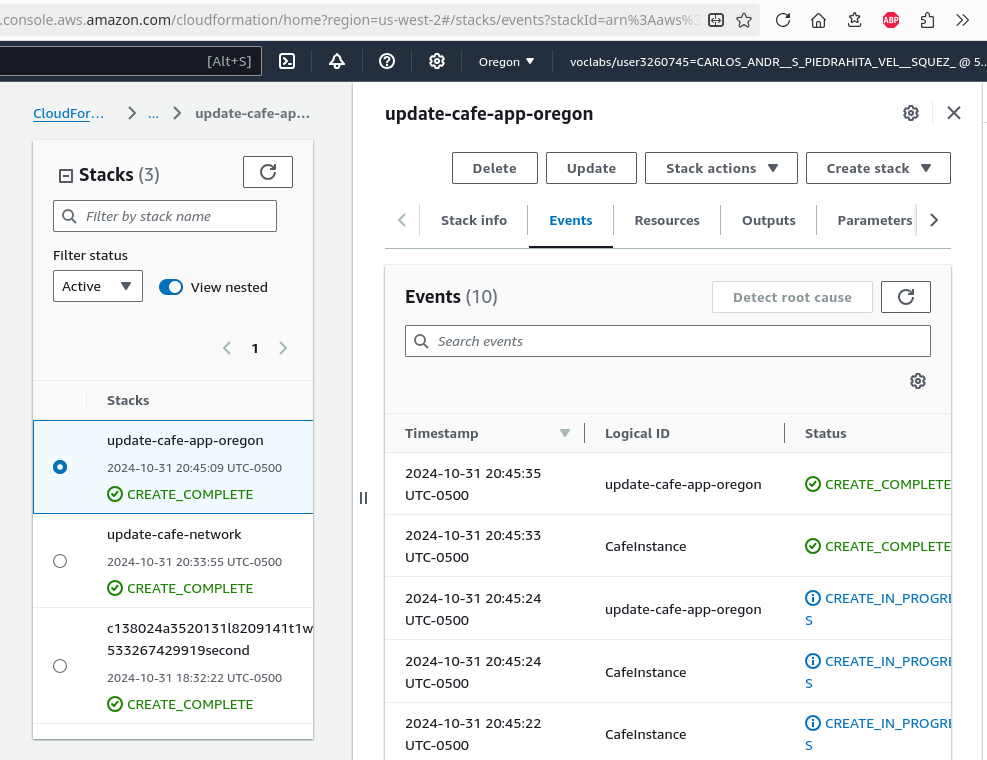 .console.aws.amazon.com/cloudformation/home?region=us-west-2#/stacks/events?stackId=arn%3Aaws%3
ABP
[Alt+S]
Oregon
voclabs/user3260745=CARLOS_ANDR__S_PIEDRAHITA_VEL__SQUEZ_ @ 5...
CloudFor...
...
update-cafe-ap...
Stacks (3)
Filter by stack name
Filter status
Active
View nested
1
Stacks
update-cafe-app-oregon
2024-10-31 20:45:09 UTC-0500
CREATE_COMPLETE
update-cafe-network
2024-10-31 20:33:55 UTC-0500
CREATE_COMPLETE
c138024a3520131l8209141t1w
533267429919second
2024-10-31 18:32:22 UTC-0500
CREATE_COMPLETE
update-cafe-app-oregon
Delete
Update
Stack actions
Create stack
Stack info
Events
Resources
Outputs
Parameters
Events (10)
Detect root cause
Search events
Timestamp
Logical ID
Status
2024-10-31 20:45:35
UTC-0500
update-cafe-app-oregon
CREATE_COMPLETE
2024-10-31 20:45:33
UTC-0500
CafeInstance
CREATE_COMPLETE
2024-10-31 20:45:24
UTC-0500
update-cafe-app-oregon
CREATE_IN_PROGRE
S
2024-10-31 20:45:24
UTC-0500
CafeInstance
CREATE_IN_PROGRE
S
2024-10-31 20:45:22
UTC-0500
CafeInstance
CREATE_IN_PROGRE
S